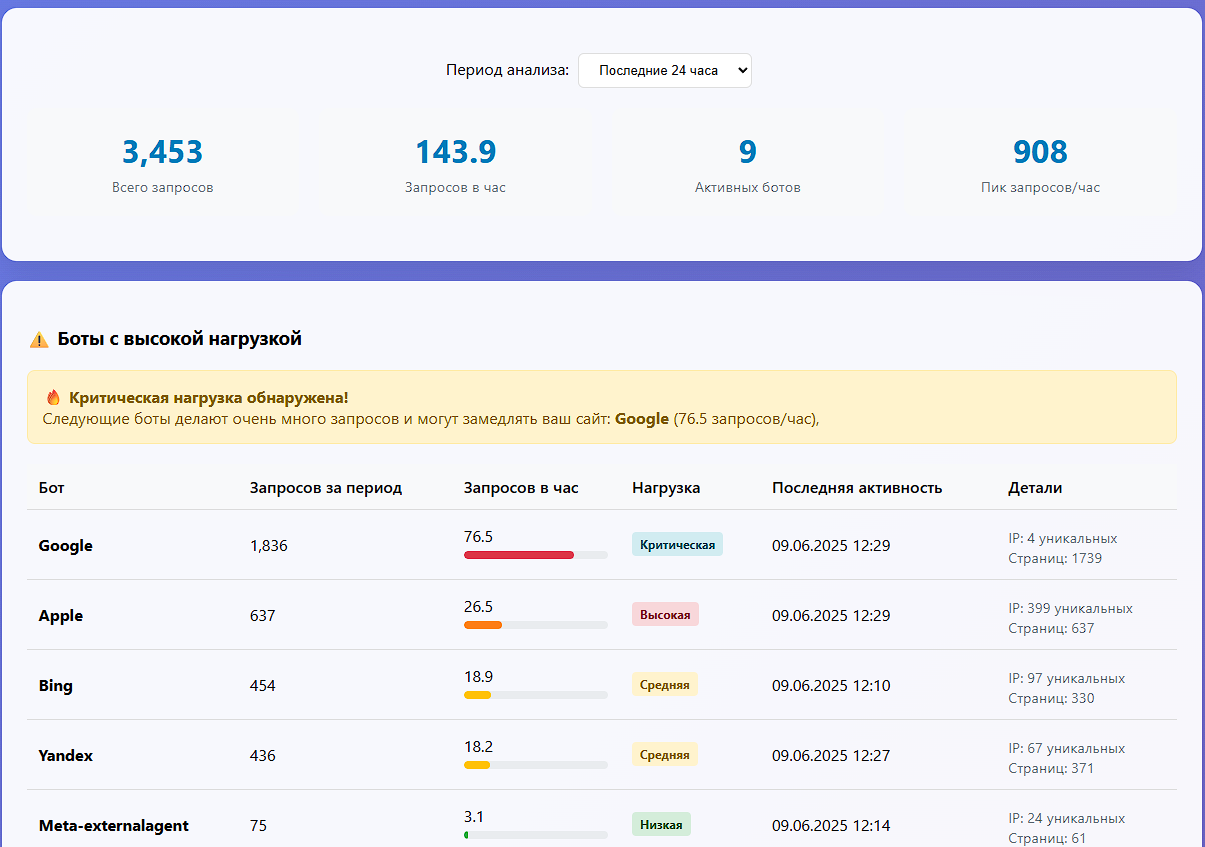 Период анализа: Последние 24 часа
3,453 143.9 9 908
Всего запросов Запросов в час Активных ботов Пик запросов/час
Боты с высокой нагрузкой
Критическая нагрузка обнаружена!
Следующие боты делают очень много запросов и могут замедлять ваш сайт: Google (76.5 запросов/час),
Бот Запросов за период Запросов в час Нагрузка Последняя активность Детали
Google 1,836 76.5 Критическая 09.06.2025 12:29 IP: 4 уникальных
Страниц: 1739
Apple 637 26.5 Высокая 09.06.2025 12:29 IP: 399 уникальных
Страниц: 637
Bing 454 18.9 Средняя 09.06.2025 12:10 IP: 97 уникальных
Страниц: 330
Yandex 436 18.2 Средняя 09.06.2025 12:27 IP: 67 уникальных
Страниц: 371
Meta-externalagent 75 3.1 Низкая 09.06.2025 12:14 IP: 24 уникальных
Страниц: 61